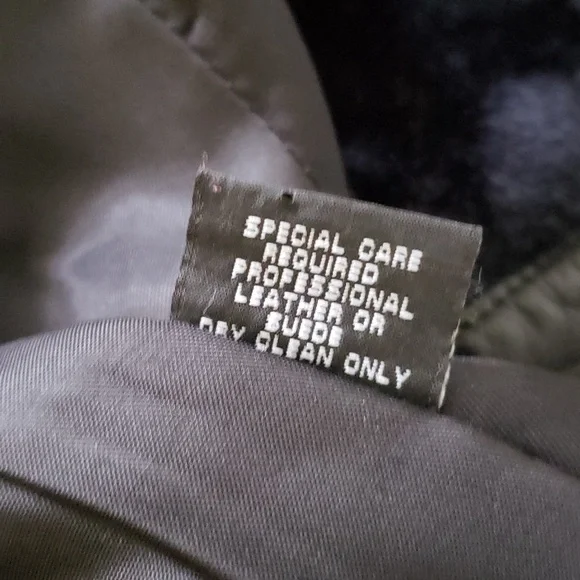 SPECIAL CARE
REQUIRED
PROFESSIONAL
LEATHER OR
SUEDE
DRY CLEAN ONLY